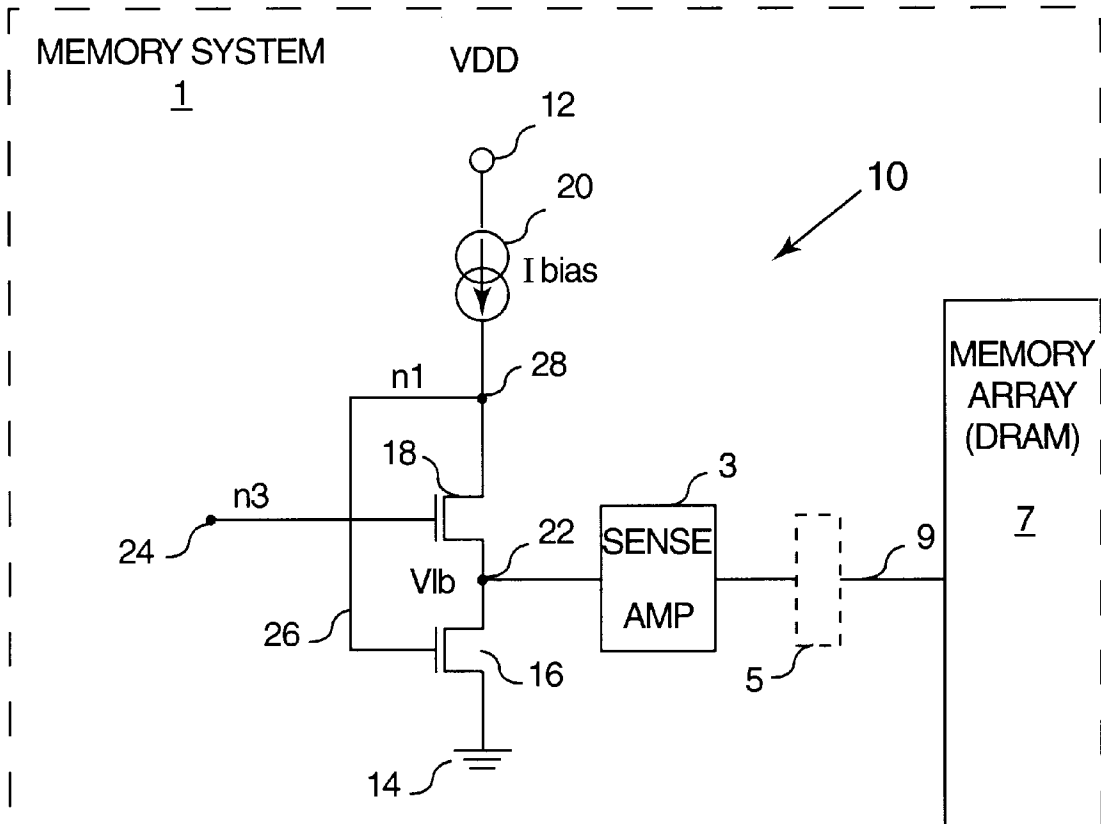 MEMORY SYSTEM
1
VDD
12
20
10
I bias
n1
28
MEMORY
ARRAY
(DRAM)
7
18
3
n3
24
22
SENSE
AMP
9
Vlb
26
16
5
14